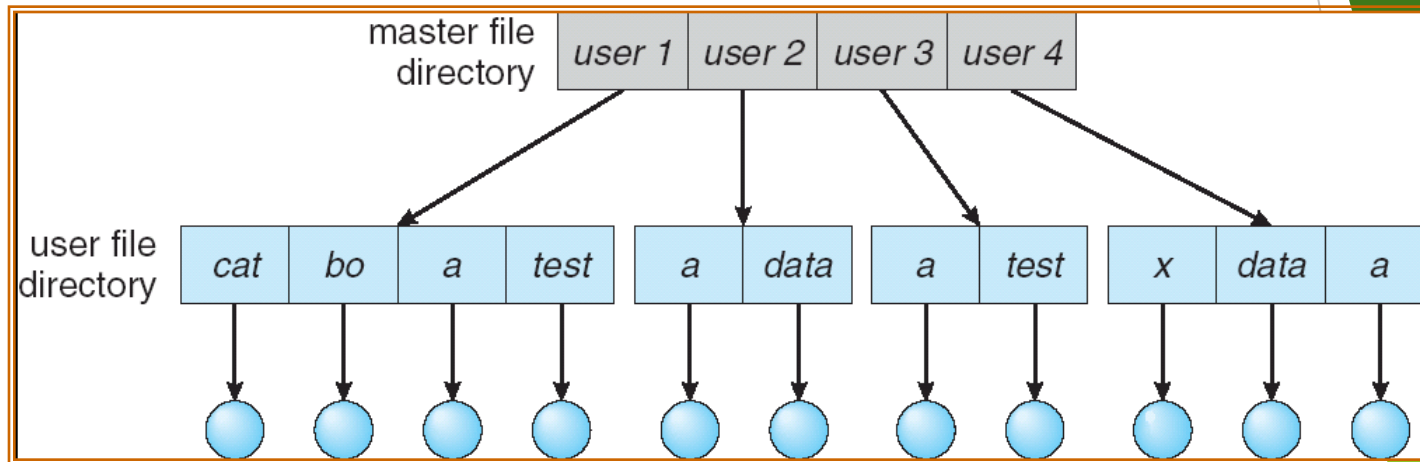 master file
directory
user 1 user 2 user 3 user 4
user file
directory
cat bo a test a data a test x data a